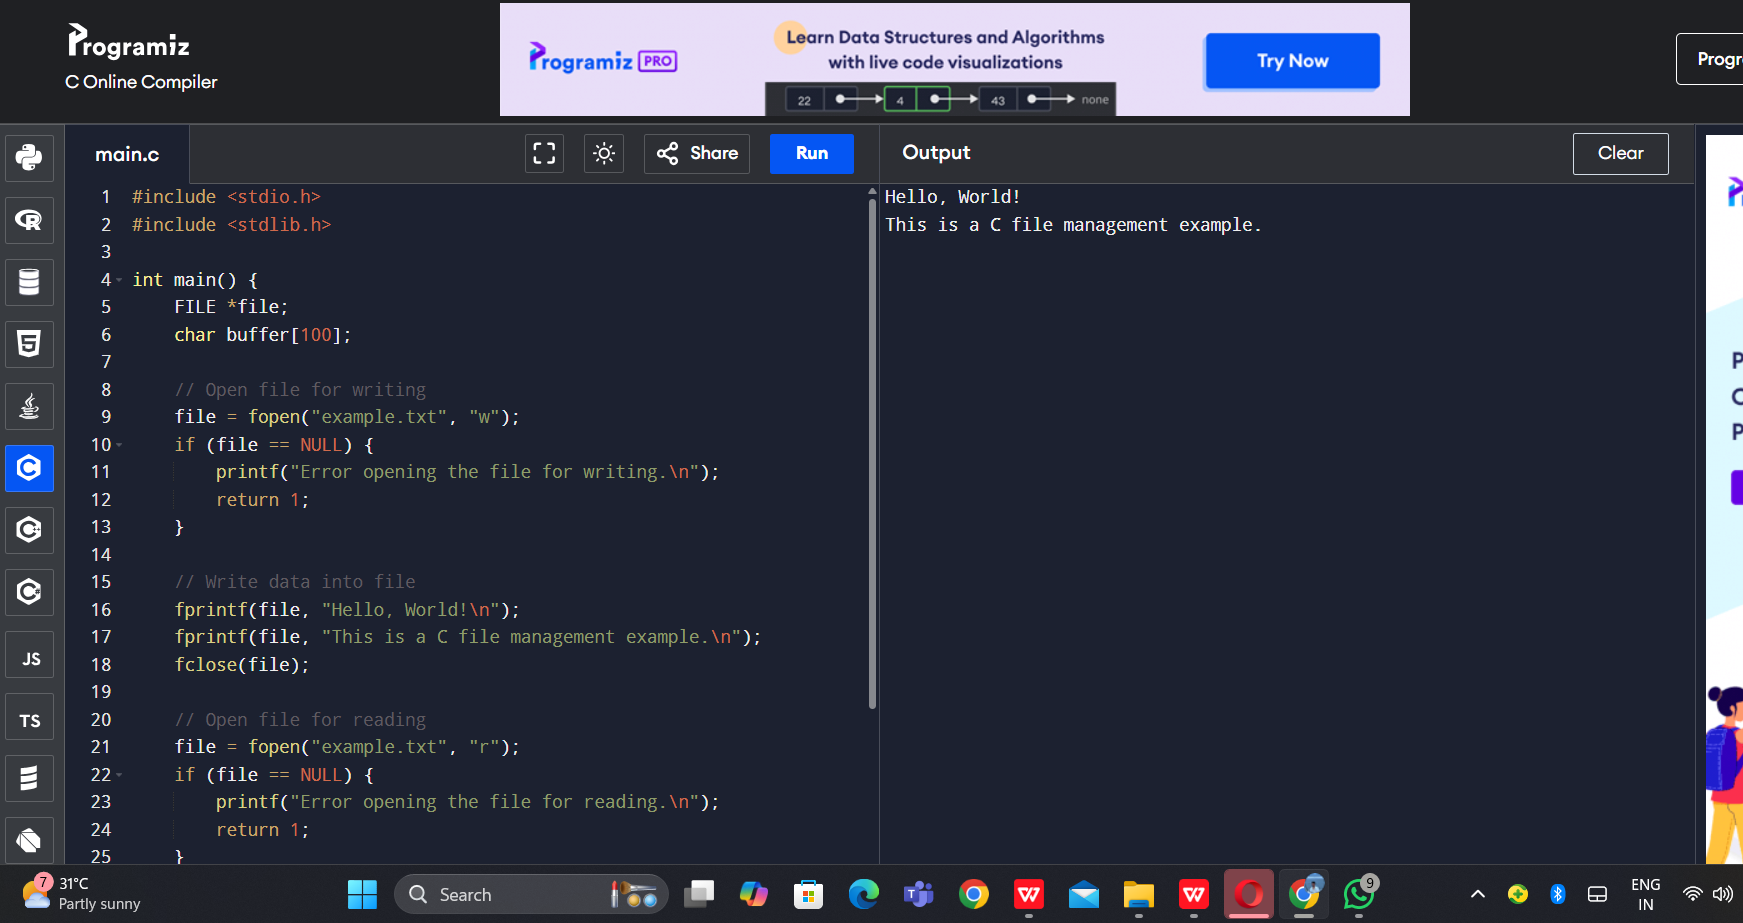 Programiz
C Online Compiler
Programiz PRO
Learn Data Structures and Algorithms
with live code visualizations
22 4 43 none
Try Now
Progr
main.c
Share
Run
Output
Clear
1 #include <stdio.h>
2 #include <stdlib.h>
3
4 int main() {
5 FILE *file;
6 char buffer[100];
7
8 // Open file for writing
9 file = fopen("example.txt", "w");
10 if (file == NULL) {
11 printf("Error opening the file for writing.\n");
12 return 1;
13 }
14
15 // Write data into file
16 fprintf(file, "Hello, World!\n");
17 fprintf(file, "This is a C file management example.\n");
18 fclose(file);
19
20 // Open file for reading
21 file = fopen("example.txt", "r");
22 if (file == NULL) {
23 printf("Error opening the file for reading.\n");
24 return 1;
25 }
Hello, World!
This is a C file management example.
R
5
C
C
C
JS
TS
P
C
P
7
31°C
Partly sunny
Search
T
W
W
9
ENG
IN